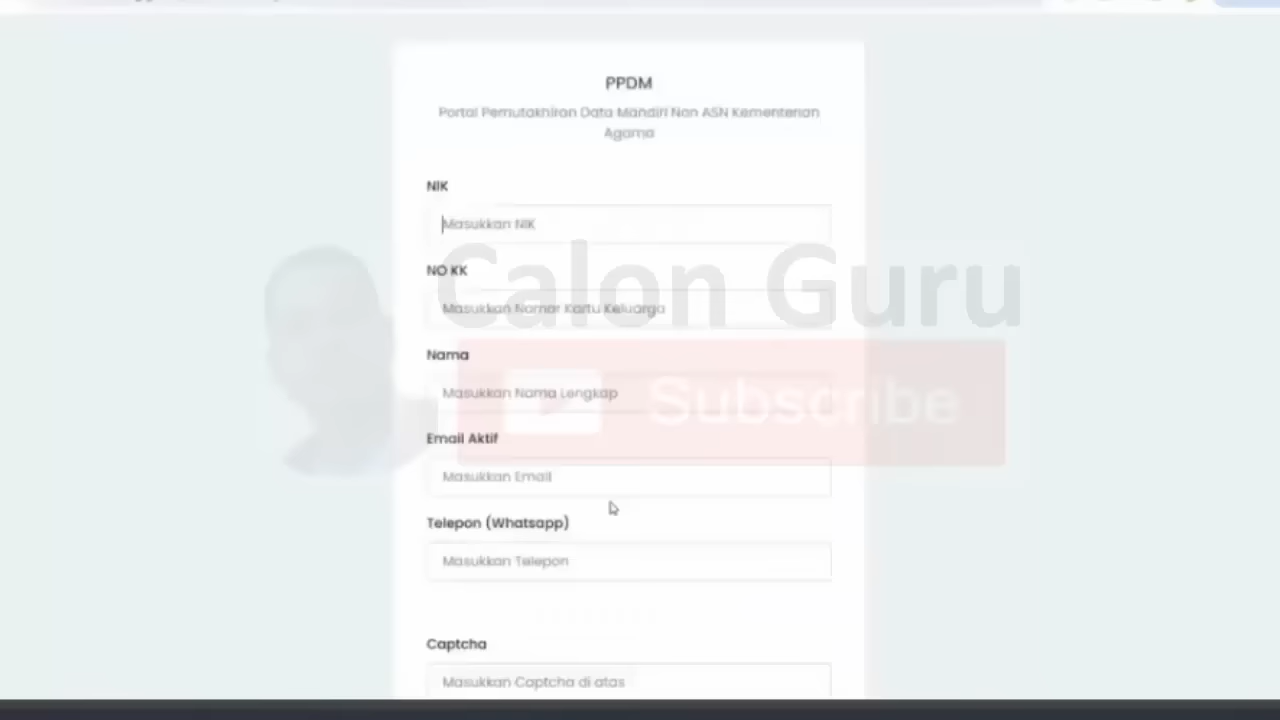 PPDM
Portal Pemutakhiran Data Mandiri Non ASN Kementerian
Agama
NIK
Masukkan NIK
NO KK
Masukkan Nomor Kartu Keluarga
Nama
Masukkan Nama Lengkap
Email Aktif
Masukkan Email
Telepon (Whatsapp)
Masukkan Telepon
Captcha
Masukkan Captcha di atas
Calon Guru
Subscribe